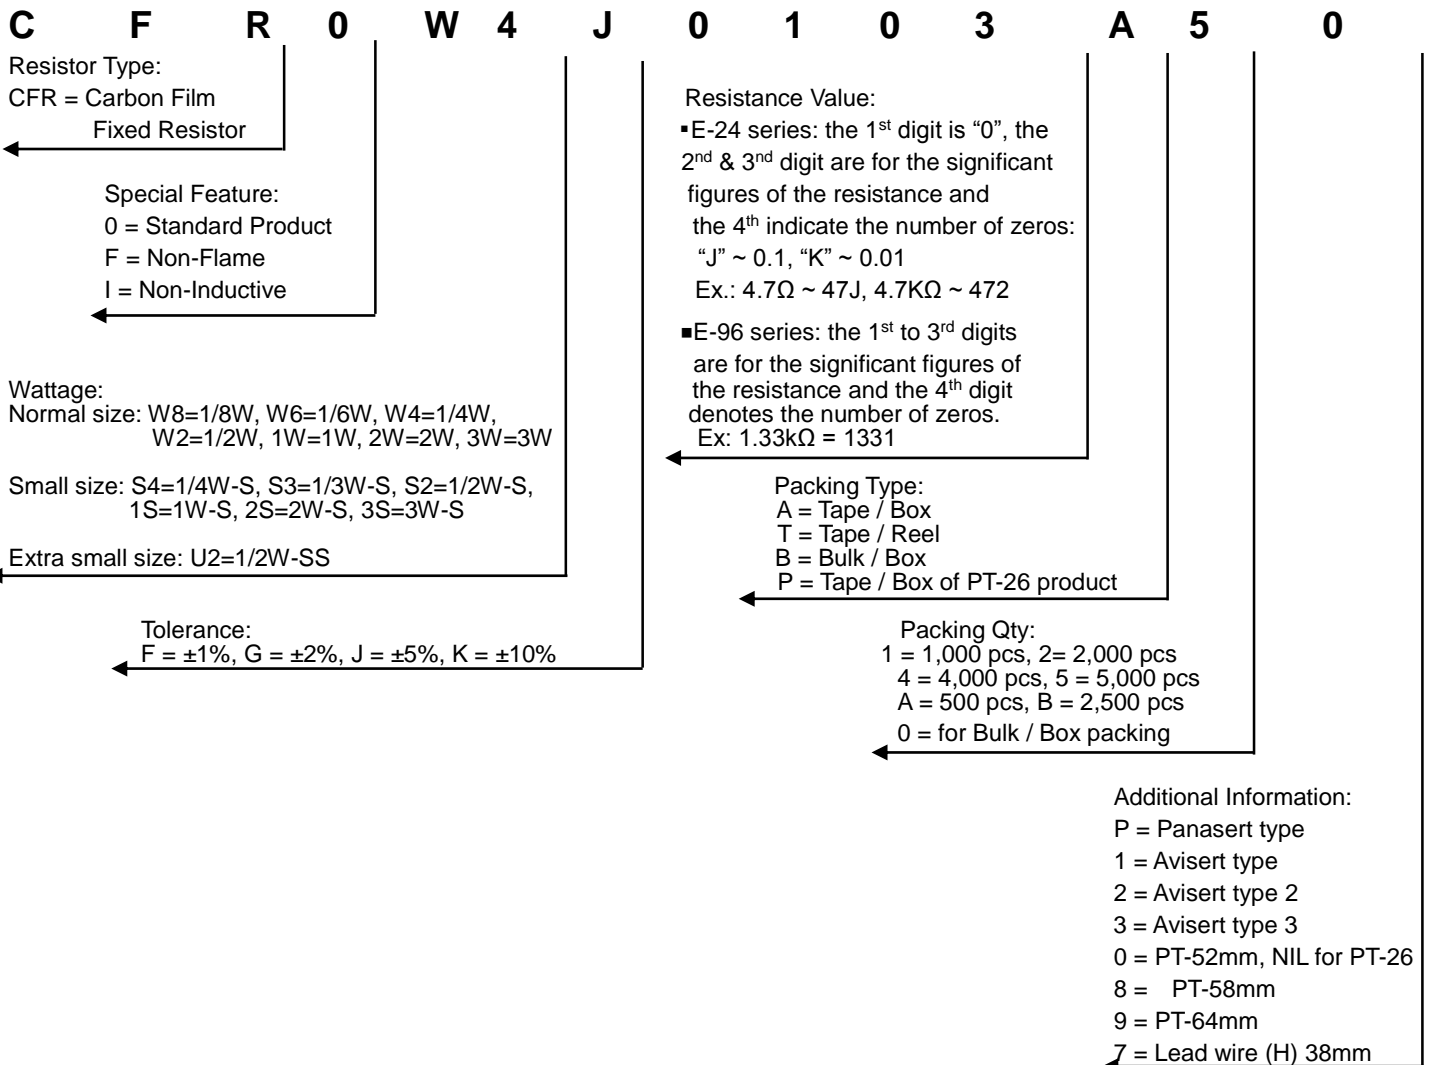 C F R 0 W 4 J 0 1 0 3 A 5 0
Resistor Type:
CFR = Carbon Film
Fixed Resistor
Special Feature:
0 = Standard Product
F = Non-Flame
I = Non-Inductive
Wattage:
Normal size: W8=1/8W, W6=1/6W, W4=1/4W,
W2=1/2W, 1W=1W, 2W=2W, 3W=3W
Small size: S4=1/4W-S, S3=1/3W-S, S2=1/2W-S,
1S=1W-S, 2S=2W-S, 3S=3W-S
Extra small size: U2=1/2W-SS
Tolerance:
F = ±1%, G = ±2%, J = ±5%, K = ±10%
Resistance Value:
▪E-24 series: the 1st digit is “0”, the
2nd & 3nd digit are for the significant
figures of the resistance and
the 4th indicate the number of zeros:
“J” ~ 0.1, “K” ~ 0.01
Ex.: 4.7Ω ~ 47J, 4.7KΩ ~ 472
■E-96 series: the 1st to 3rd digits
are for the significant figures of
the resistance and the 4th digit
denotes the number of zeros.
Ex: 1.33kΩ = 1331
Packing Type:
A = Tape / Box
T = Tape / Reel
B = Bulk / Box
P = Tape / Box of PT-26 product
Packing Qty:
1 = 1,000 pcs, 2= 2,000 pcs
4 = 4,000 pcs, 5 = 5,000 pcs
A = 500 pcs, B = 2,500 pcs
0 = for Bulk / Box packing
Additional Information:
P = Panasert type
1 = Avisert type
2 = Avisert type 2
3 = Avisert type 3
0 = PT-52mm, NIL for PT-26
8 = PT-58mm
9 = PT-64mm
7 = Lead wire (H) 38mm